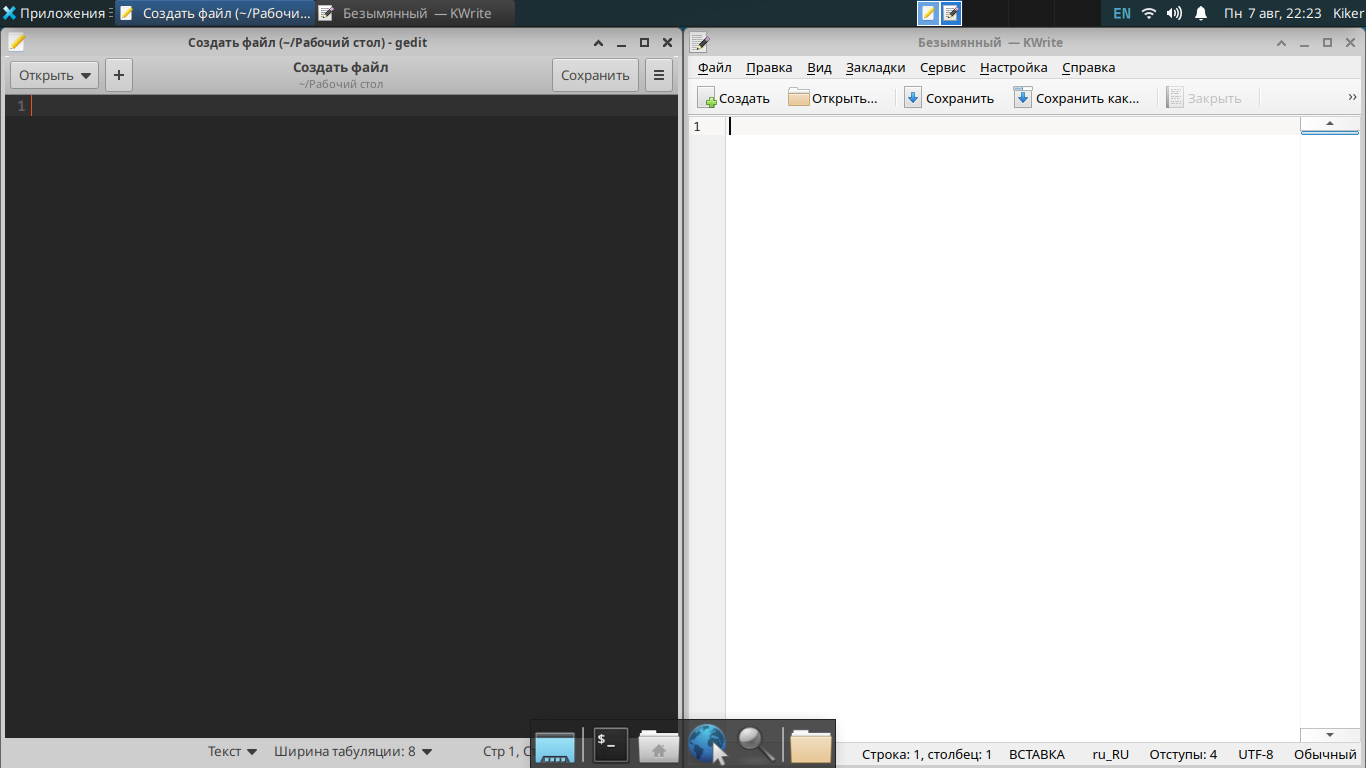 Приложения
Создать файл (~/Рабочи...
Безымянный — KWrite
EN
Пн 7 авг, 22:23
Kiker
Создать файл (~/Рабочий стол) - gedit
Открыть
+
Создать файл
~/Рабочий стол
Сохранить
1
Текст
Ширина табуляции: 8
Стр 1, С
Безымянный — KWrite
Файл Правка Вид Закладки Сервис Настройка Справка
Создать Открыть... Сохранить Сохранить как... Закрыть
1
$_
Строка: 1, столбец: 1 ВСТАВКА ru_RU Отступы: 4 UTF-8 Обычный